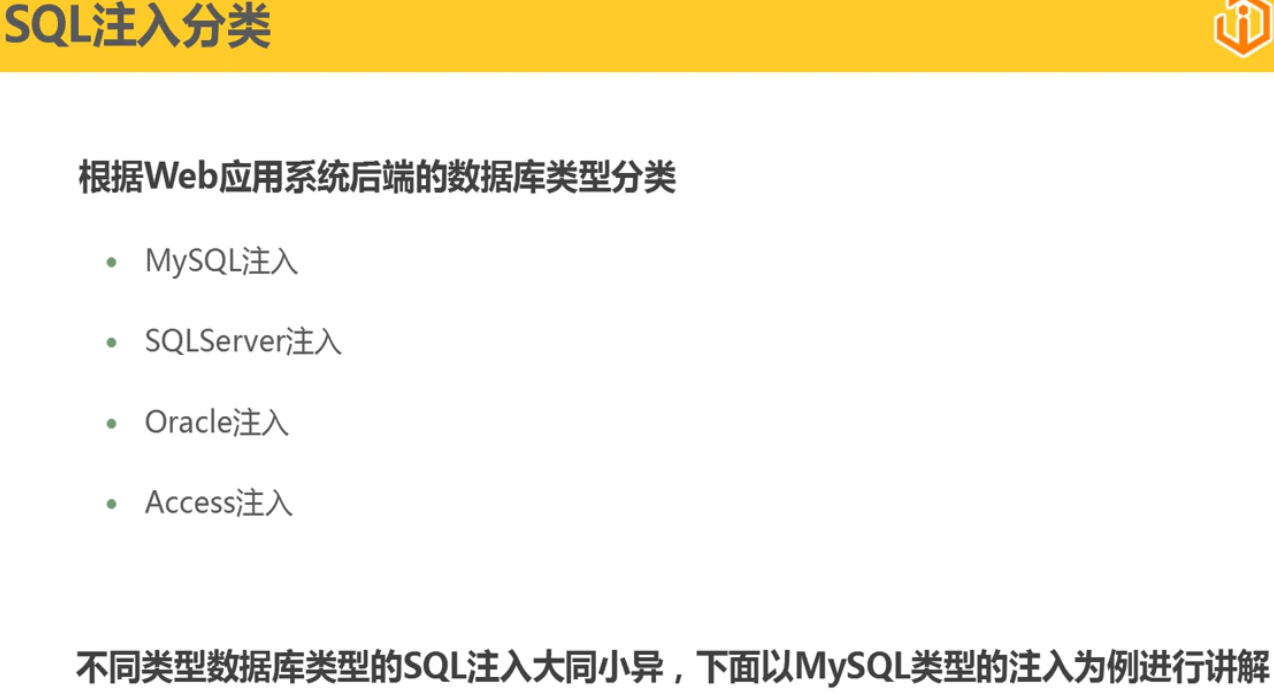 SQL注入分类
根据Web应用系统后端的数据库类型分类
• MySQL注入
• SQLServer注入
• Oracle注入
• Access注入
不同类型数据库类型的SQL注入大同小异，下面以MySQL类型的注入为例进行讲解